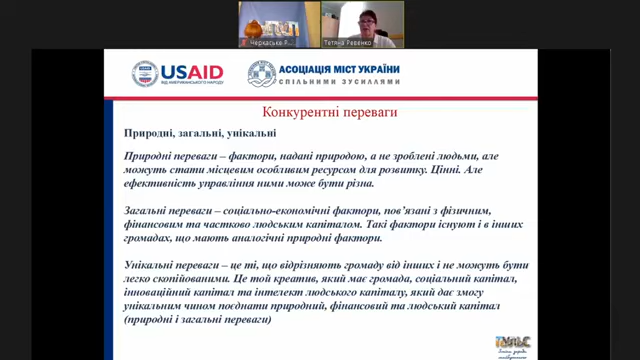 Черкаське Р...
Тетяна Ревенко
USAID
ВІД АМЕРИКАНСЬКОГО НАРОДУ
АСОЦІАЦІЯ МІСТ УКРАЇНИ
СПІЛЬНИМИ ЗУСИЛЛЯМИ
Конкурентні переваги
Природні, загальні, унікальні
Природні переваги – фактори, надані природою, а не зроблені людьми, але
можуть стати місцевим особливим ресурсом для розвитку. Цінні. Але
ефективність управління ними може бути різна.
Загальні переваги – соціально-економічні фактори, пов’язані з фізичним,
фінансовим та частково людським капіталом. Такі фактори існують і в інших
громадах, що мають аналогічні природні фактори.
Унікальні переваги – це ті, що відрізняють громаду від інших і не можуть бути
легко скопійованими. Це той креатив, який має громада, соціальний капітал,
інноваційний капітал та інтелект людського капіталу, який дає змогу
унікальним чином поєднати природний, фінансовий та людський капітал
(природні і загальні переваги)